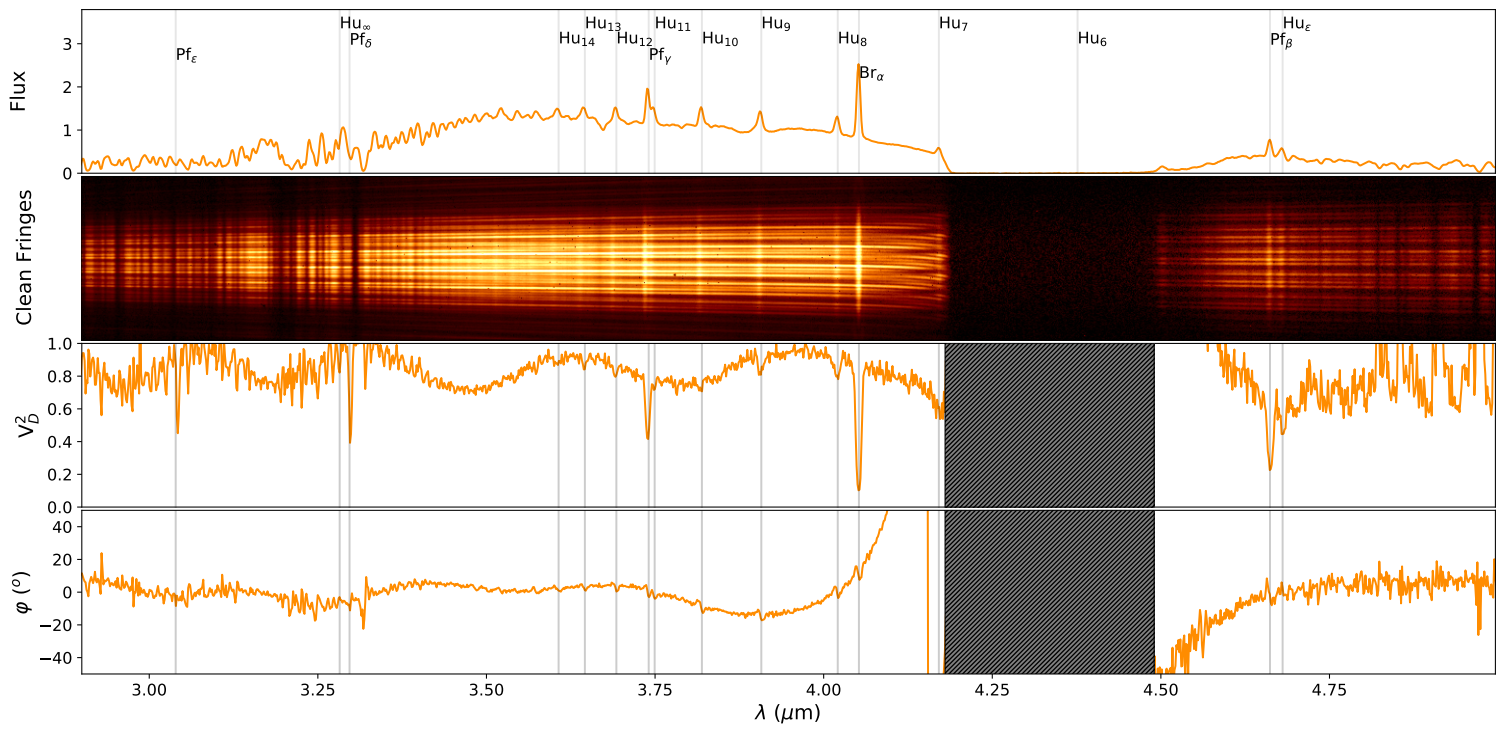 Hu∞ Hu₁₃ Hu₁₁ Hu₉ Hu₇ Huε
Pfδ Hu₁₄ Hu₁₂ Hu₁₀ Hu₈ Hu₆ Pfβ
Pfε Pfγ
Brα
Flux
3
2
1
0
Clean Fringes
V²D
1.0
0.8
0.6
0.4
0.2
0.0
φ (°)
40
20
0
−20
−40
3.00 3.25 3.50 3.75 4.00 4.25 4.50 4.75
λ (μm)